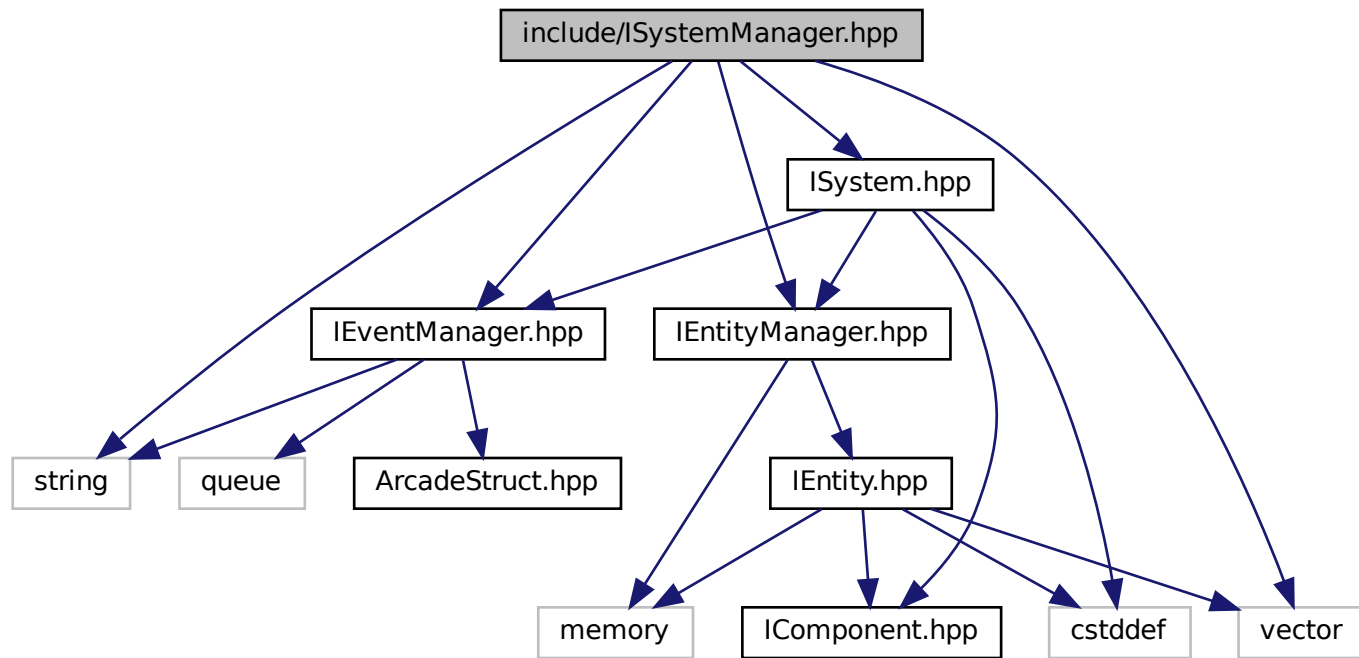 include/ISystemManager.hpp
ISystem.hpp
IEventManager.hpp
IEntityManager.hpp
string
queue
ArcadeStruct.hpp
IEntity.hpp
memory
IComponent.hpp
cstddef
vector